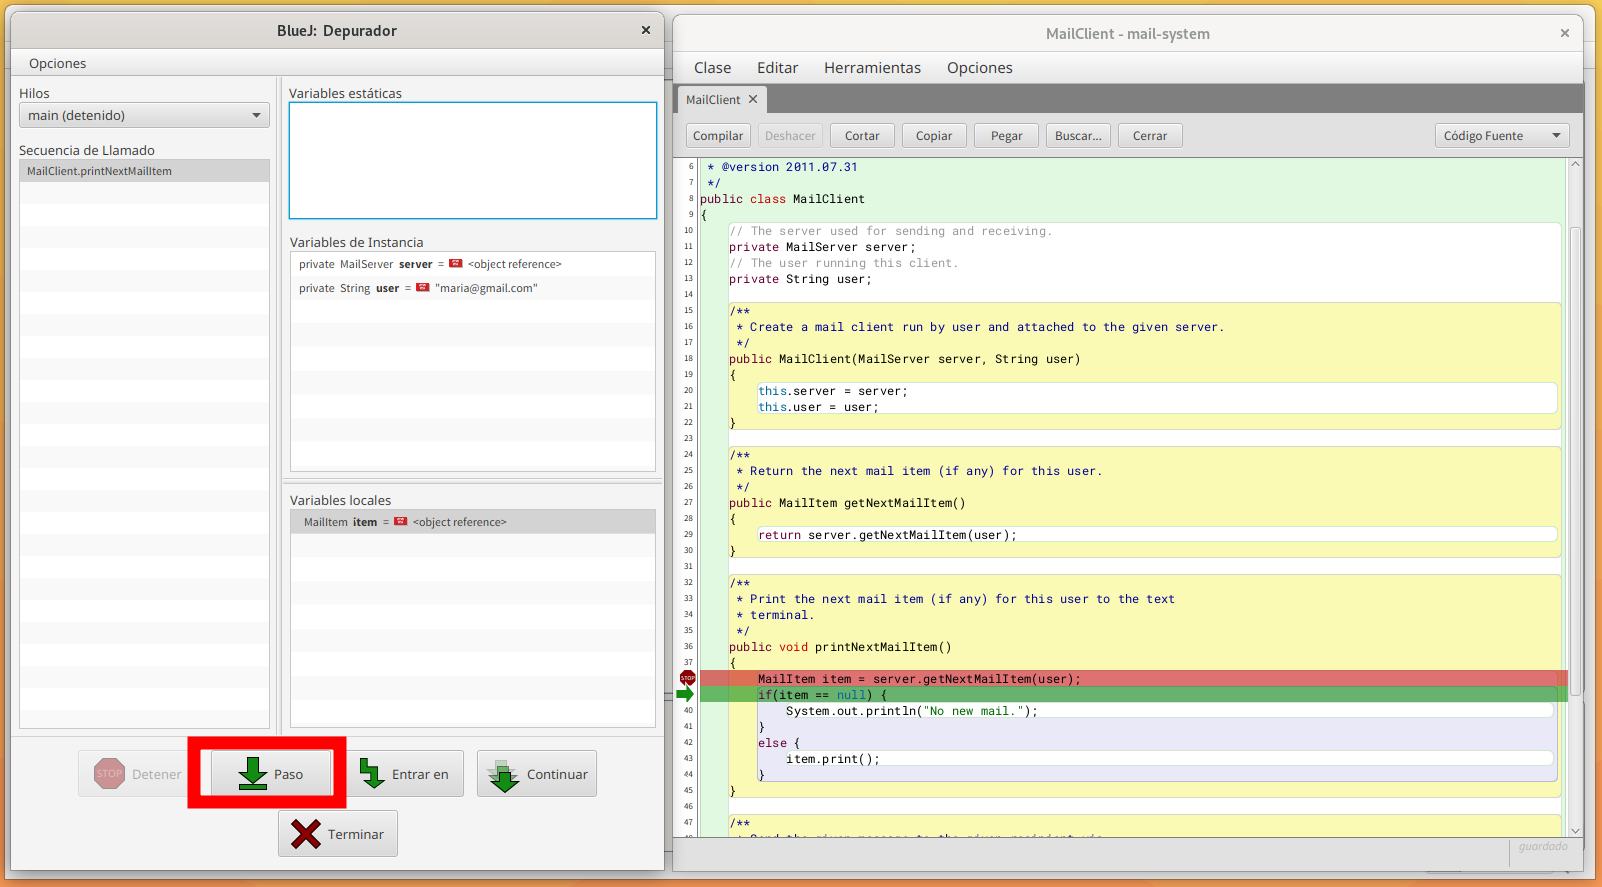 BlueJ: Depurador
Opciones
Hilos
main (detenido)
Secuencia de Llamado
MailClient.printNextMailItem
Variables estáticas
Variables de Instancia
private MailServer server = <object reference>
private String user = "maria@gmail.com"
Variables locales
MailItem item = <object reference>
STOP Detener
Paso
Entrar en
Continuar
Terminar
MailClient - mail-system
Clase Editar Herramientas Opciones
MailClient
Compilar Deshacer Cortar Copiar Pegar Buscar... Cerrar Código Fuente
6 * @version 2011.07.31
7 */
8 public class MailClient
9 {
10 // The server used for sending and receiving.
11 private MailServer server;
12 // The user running this client.
13 private String user;
14
15 /**
16 * Create a mail client run by user and attached to the given server.
17 */
18 public MailClient(MailServer server, String user)
19 {
20 this.server = server;
21 this.user = user;
22 }
23
24 /**
25 * Return the next mail item (if any) for this user.
26 */
27 public MailItem getNextMailItem()
28 {
29 return server.getNextMailItem(user);
30 }
31
32 /**
33 * Print the next mail item (if any) for this user to the text
34 * terminal.
35 */
36 public void printNextMailItem()
37 {
STOP MailItem item = server.getNextMailItem(user);
if(item == null) {
40 System.out.println("No new mail.");
41 }
42 else {
43 item.print();
44 }
45 }
46
47 /**
guardado